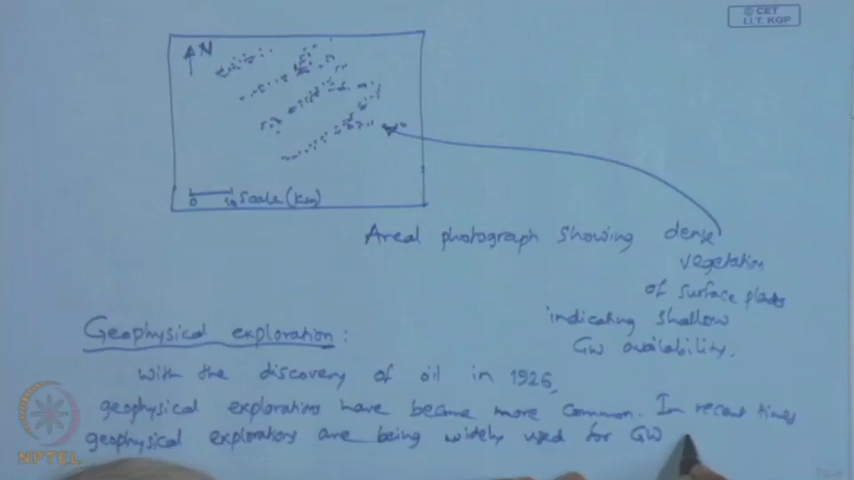 © CET
I.I.T. KGP
N
0 10 Scale (Km)
Areal photograph showing dense
vegetation
of surface plants
indicating shallow
GW availability.
Geophysical exploration :
With the discovery of oil in 1926,
geophysical explorations have become more common. In recent times
geophysical explorations are being widely used for GW
NPTEL